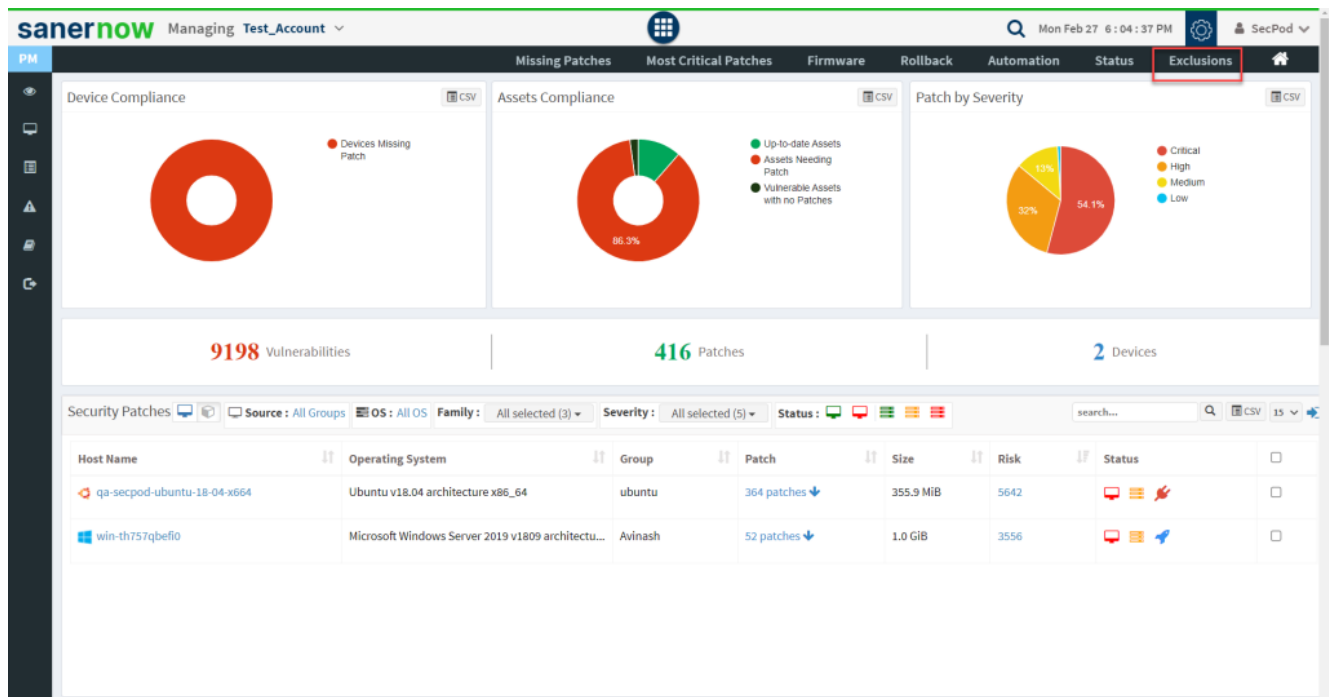 sanernow Managing Test_Account Mon Feb 27 6 : 04 : 37 PM SecPod
PM Missing Patches Most Critical Patches Firmware Rollback Automation Status Exclusions
Device Compliance CSV Assets Compliance CSV Patch by Severity CSV
Devices Missing
Patch
Up-to-date Assets
Assets Needing
Patch
Vulnerable Assets
with no Patches
86.3%
Critical
High
Medium
Low
13%
32%
54.1%
9198 Vulnerabilities 416 Patches 2 Devices
Security Patches Source : All Groups OS : All OS Family : All selected (3) Severity : All selected (5) Status : search... CSV 15
Host Name Operating System Group Patch Size Risk Status
qa-secpod-ubuntu-18-04-x664 Ubuntu v18.04 architecture x86_64 ubuntu 364 patches 355.9 MiB 5642
win-th757qbefi0 Microsoft Windows Server 2019 v1809 architectu... Avinash 52 patches 1.0 GiB 3556